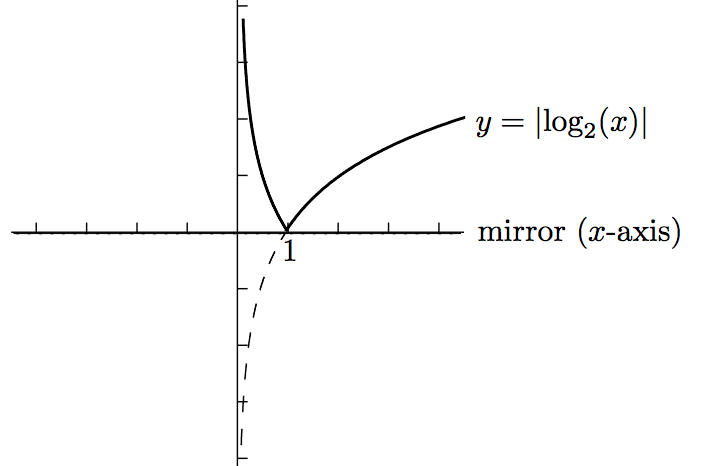 y = |log₂(x)|
mirror (x-axis)
1